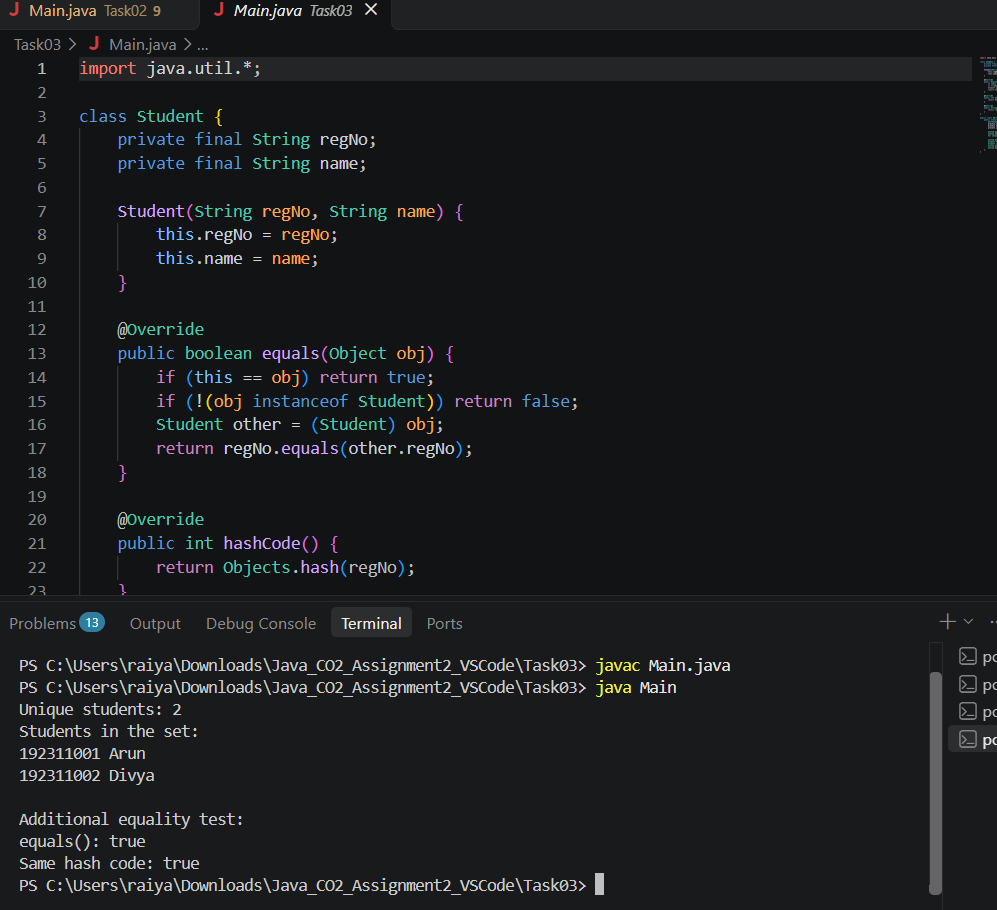 J Main.java Task02 9
J Main.java Task03 ✕
Task03 > J Main.java > ...
1 import java.util.*;
2
3 class Student {
4     private final String regNo;
5     private final String name;
6
7     Student(String regNo, String name) {
8         this.regNo = regNo;
9         this.name = name;
10     }
11
12     @Override
13     public boolean equals(Object obj) {
14         if (this == obj) return true;
15         if (!(obj instanceof Student)) return false;
16         Student other = (Student) obj;
17         return regNo.equals(other.regNo);
18     }
19
20     @Override
21     public int hashCode() {
22         return Objects.hash(regNo);
23     }
Problems 13 Output Debug Console Terminal Ports
PS C:\Users\raiya\Downloads\Java_CO2_Assignment2_VSCode\Task03> javac Main.java
PS C:\Users\raiya\Downloads\Java_CO2_Assignment2_VSCode\Task03> java Main
Unique students: 2
Students in the set:
192311001 Arun
192311002 Divya

Additional equality test:
equals(): true
Same hash code: true
PS C:\Users\raiya\Downloads\Java_CO2_Assignment2_VSCode\Task03>